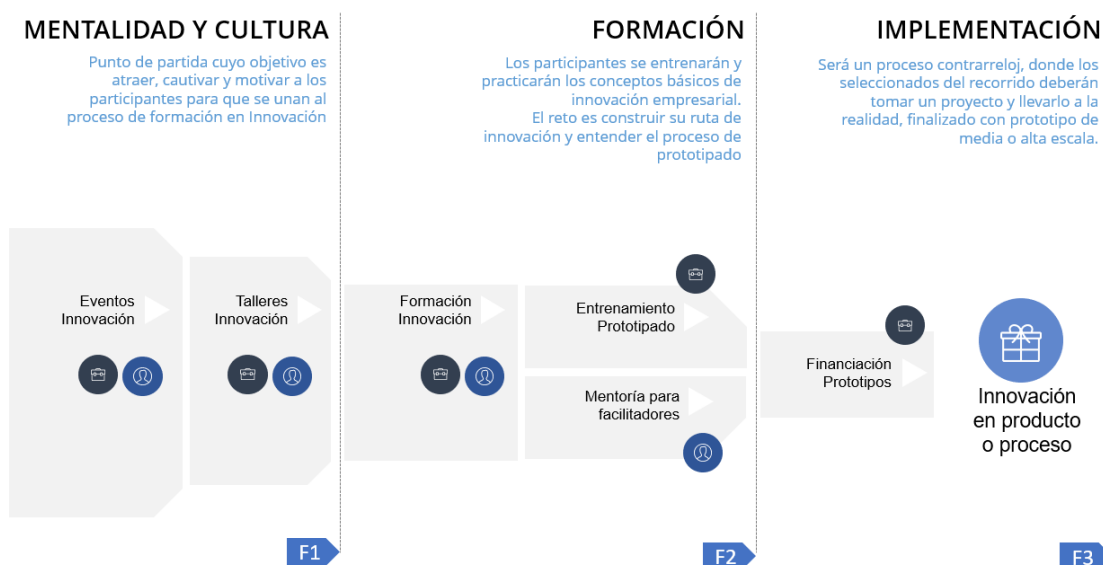 MENTALIDAD Y CULTURA
Punto de partida cuyo objetivo es
atraer, cautivar y motivar a los
participantes para que se unan al
proceso de formación en Innovación
Eventos
Innovación
Talleres
Innovación
F1
FORMACIÓN
Los participantes se entrenarán y
practicarán los conceptos básicos de
innovación empresarial.
El reto es construir su ruta de
innovación y entender el proceso de
prototipado
Formación
Innovación
Entrenamiento
Prototipado
Mentoría para
facilitadores
F2
IMPLEMENTACIÓN
Será un proceso contrarreloj, donde los
seleccionados del recorrido deberán
tomar un proyecto y llevarlo a la
realidad, finalizado con prototipo de
media o alta escala.
Financiación
Prototipos
Innovación
en producto
o proceso
F3